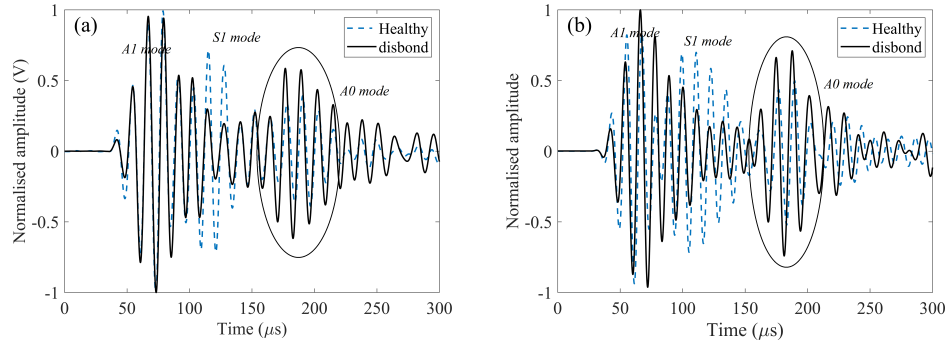 (a)
A1 mode
S1 mode
A0 mode
Healthy
disbond
Normalised amplitude (V)
1
0.5
0
-0.5
-1
0 50 100 150 200 250 300
Time (μs)
(b)
A1 mode
S1 mode
A0 mode
Healthy
disbond
Normalised amplitude
1
0.5
0
-0.5
-1
0 50 100 150 200 250 300
Time (μs)